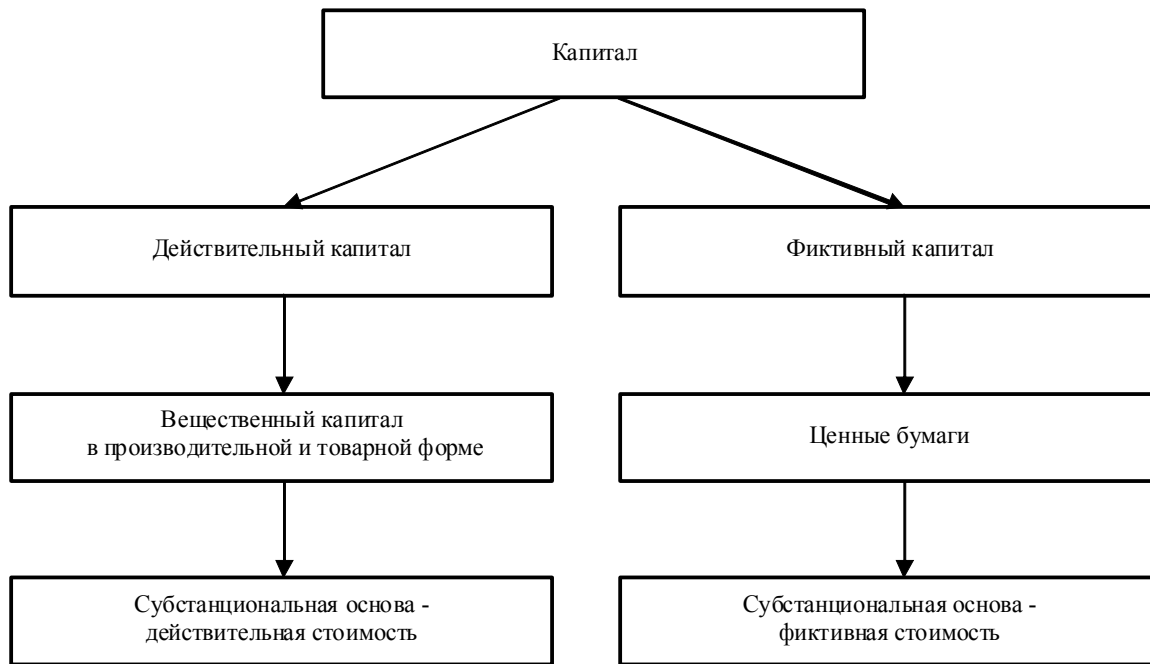 Капитал
Действительный капитал
Фиктивный капитал
Вещественный капитал
в производительной и товарной форме
Ценные бумаги
Субстанциональная основа -
действительная стоимость
Субстанциональная основа -
фиктивная стоимость